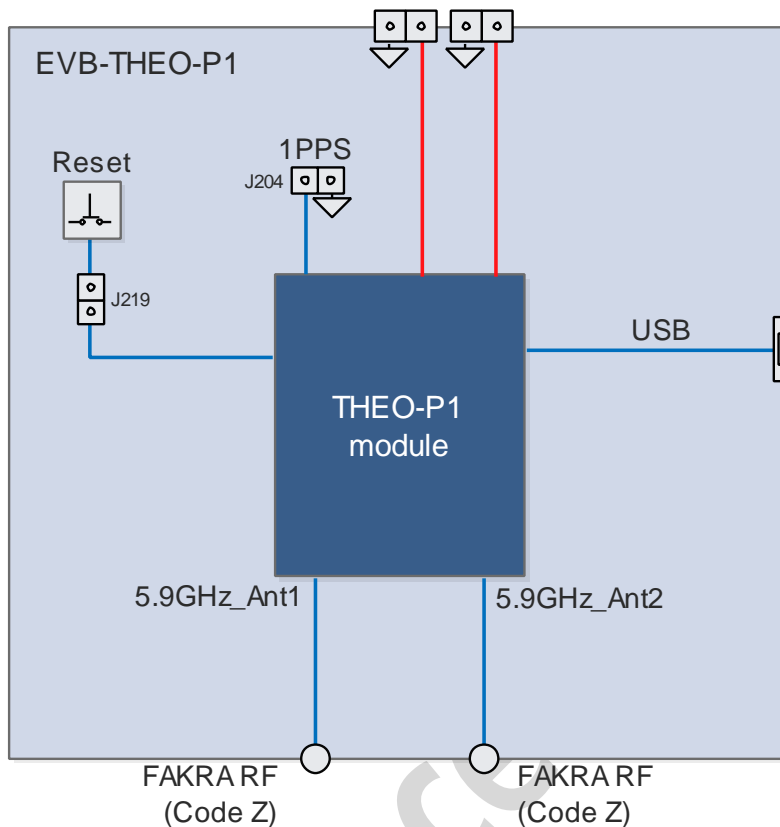 EVB-THEO-P1
Reset
1PPS
J204
J219
USB
THEO-P1
module
5.9GHz_Ant1
5.9GHz_Ant2
FAKRA RF
(Code Z)
FAKRA RF
(Code Z)